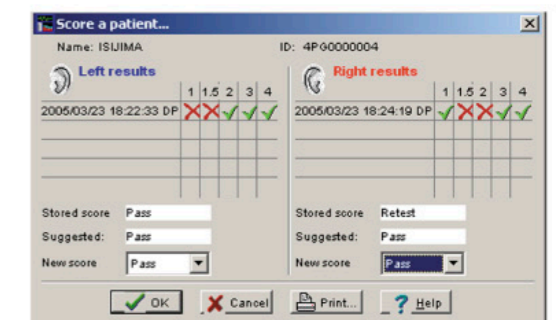 Score a patient...
Name: ISIJIMA ID: 4PG0000004
Left results
1 1.5 2 3 4
2005/03/23 18:22:33 DP
Stored score Pass
Suggested: Pass
New score Pass
Right results
1 1.5 2 3 4
2005/03/23 18:24:19 DP
Stored score Retest
Suggested: Pass
New score Pass
OK Cancel Print... Help